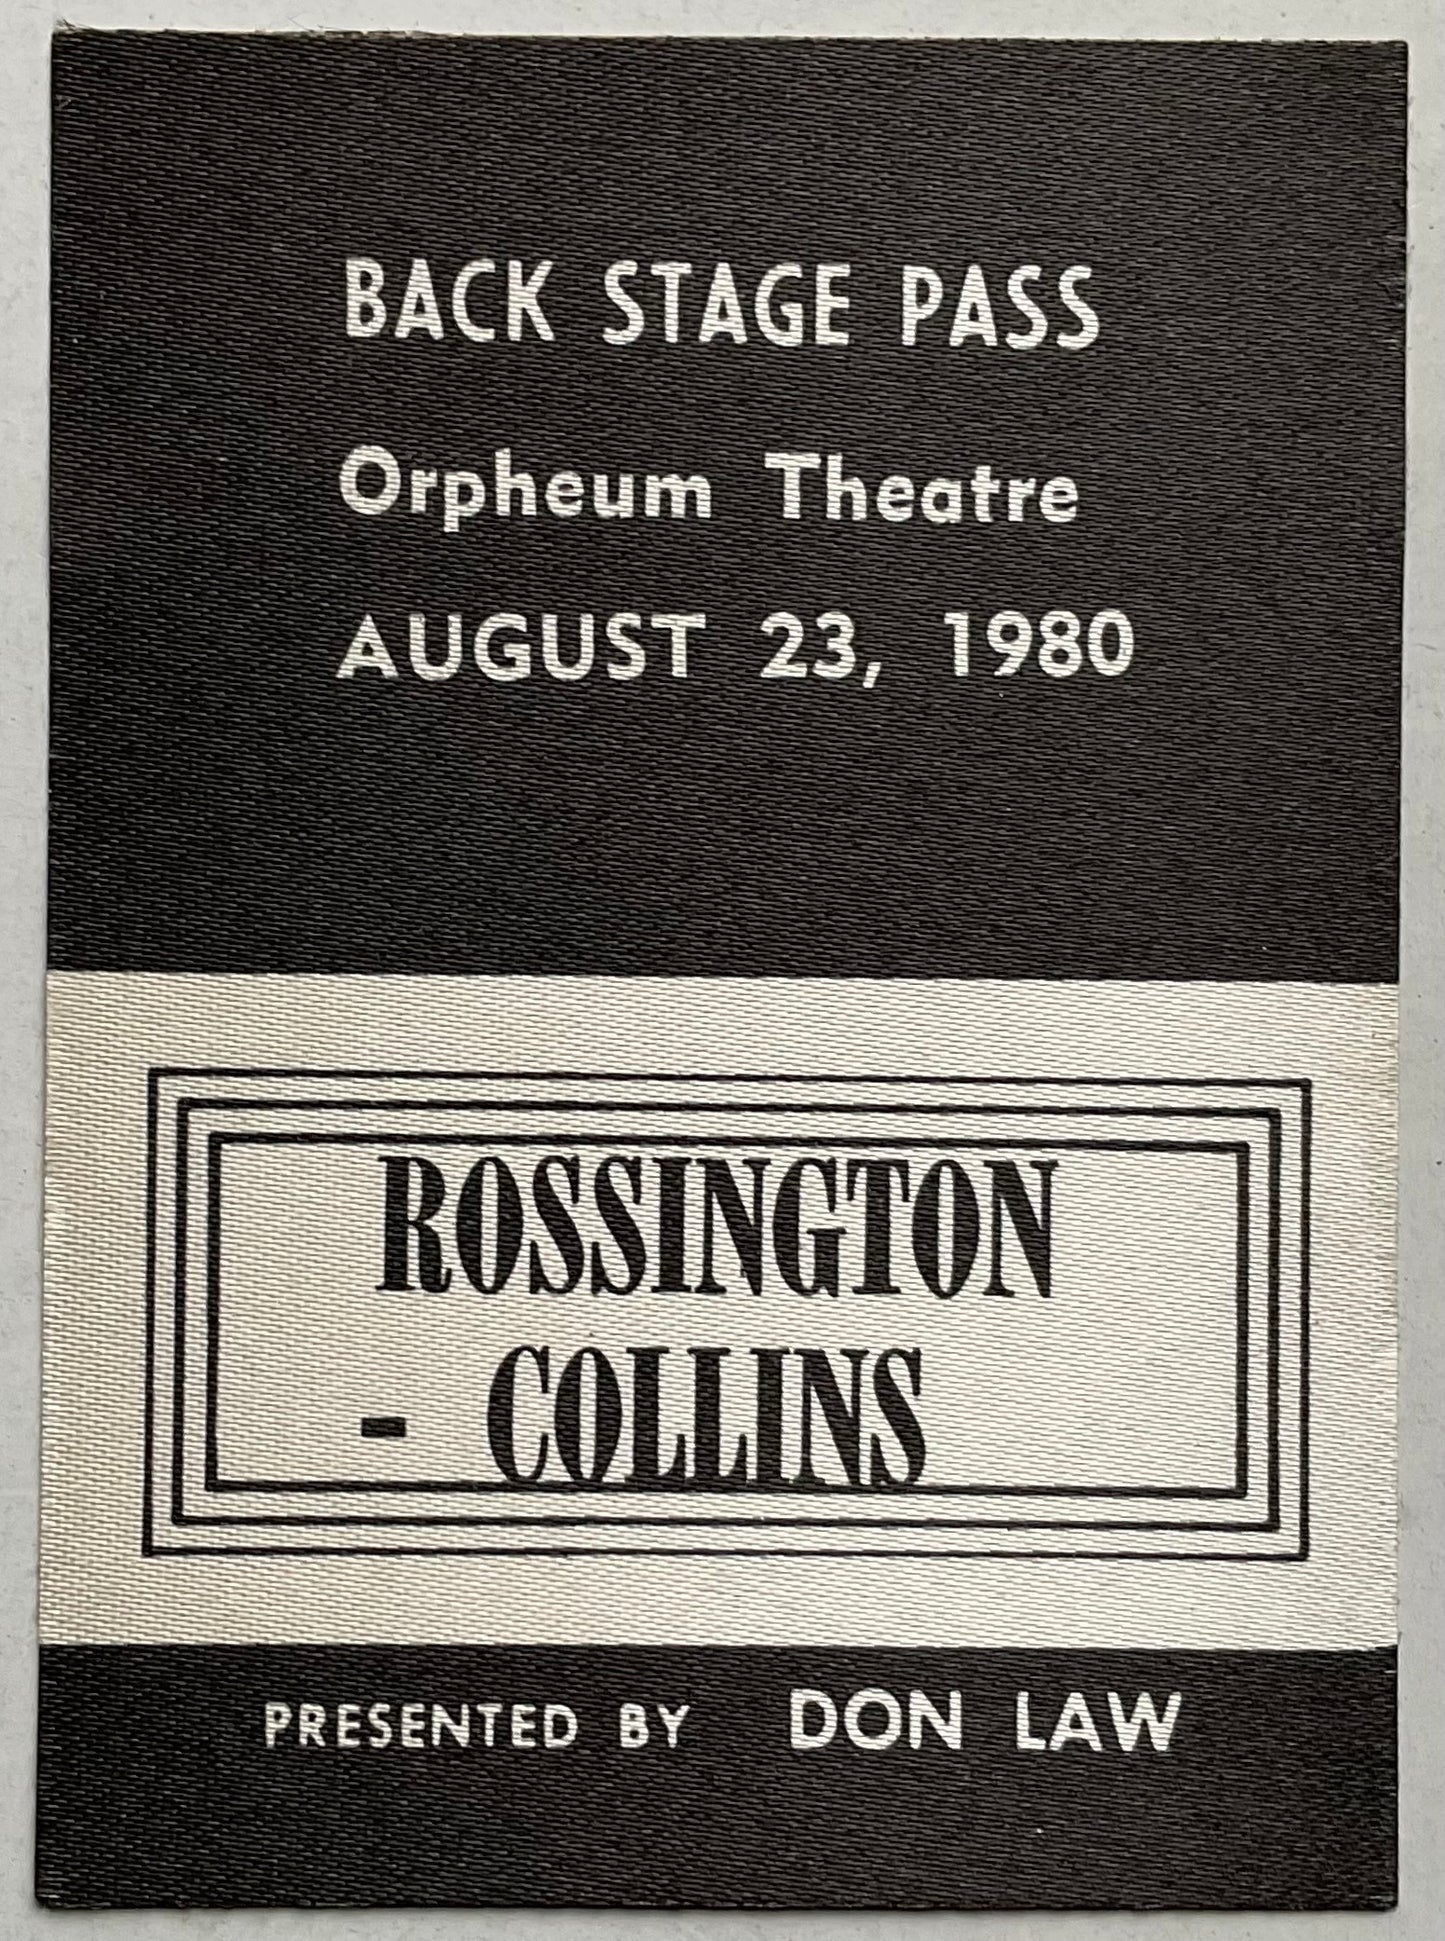 BACK STAGE PASS
Orpheum Theatre
AUGUST 23, 1980
ROSSINGTON
- COLLINS
PRESENTED BY DON LAW